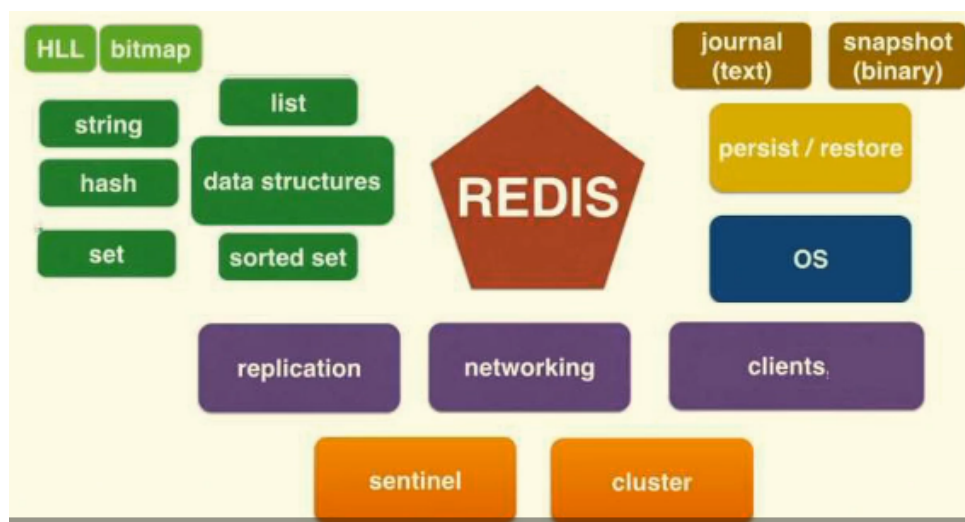 HLL
bitmap
string
hash
set
list
data structures
sorted set
REDIS
journal
(text)
snapshot
(binary)
persist / restore
OS
replication
networking
clients
sentinel
cluster